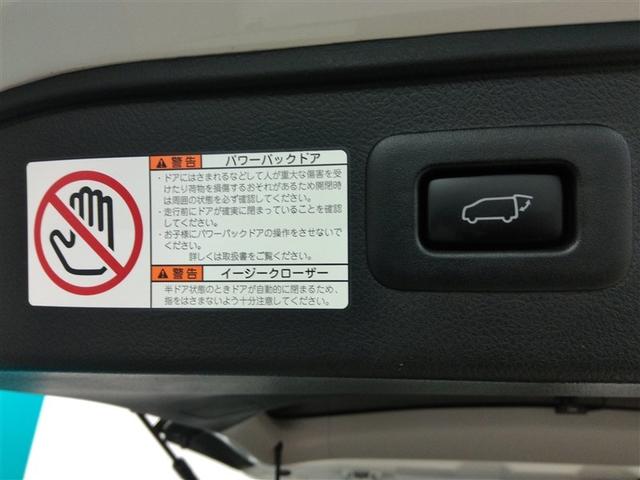 警告 パワーバックドア
・ドアにはさまれるなどして人が重大な傷害を受
けたり荷物を損傷するおそれがあるため開閉時
は周囲の状態を必ず確認してください。
・走行前にドアが確実に閉まっていることを確認
してください。
・お子様にパワーバックドアの操作をさせないで
ください。
詳しくは取扱書をご覧ください。
警告 イージークローザー
半ドア状態のときドアが自動的に閉まるため、
指をはさまないよう十分注意してください。